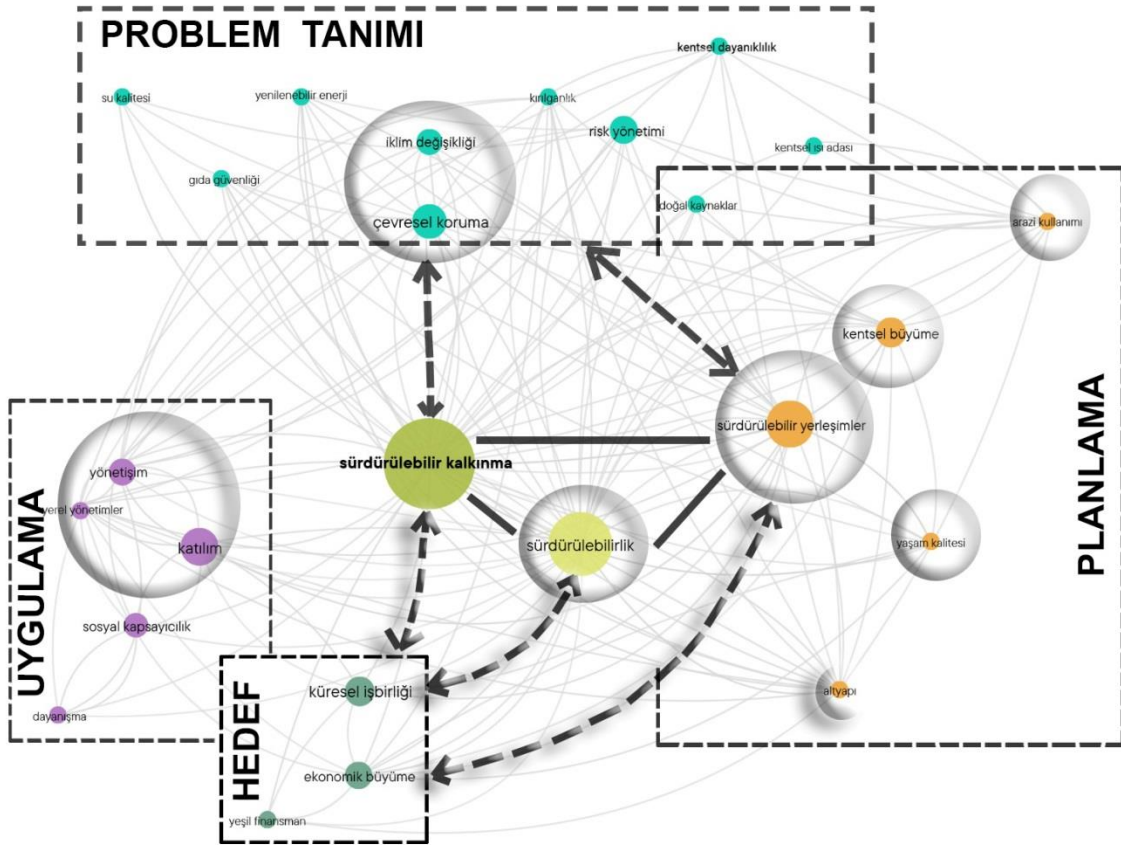 PROBLEM TANIMI
kentsel dayanıklılık
su kalitesi
yenilenebilir enerji
kırılganlık
iklim değişikliği
risk yönetimi
kentsel ısı adası
gıda güvenliği
doğal kaynaklar
çevresel koruma
arazi kullanımı
kentsel büyüme
PLANLAMA
sürdürülebilir yerleşimler
sürdürülebilir kalkınma
UYGULAMA
yönetişim
yerel yönetimler
katılım
sürdürülebilirlik
yaşam kalitesi
sosyal kapsayıcılık
HEDEF
küresel işbirliği
altyapı
dayanışma
ekonomik büyüme
yeşil finansman